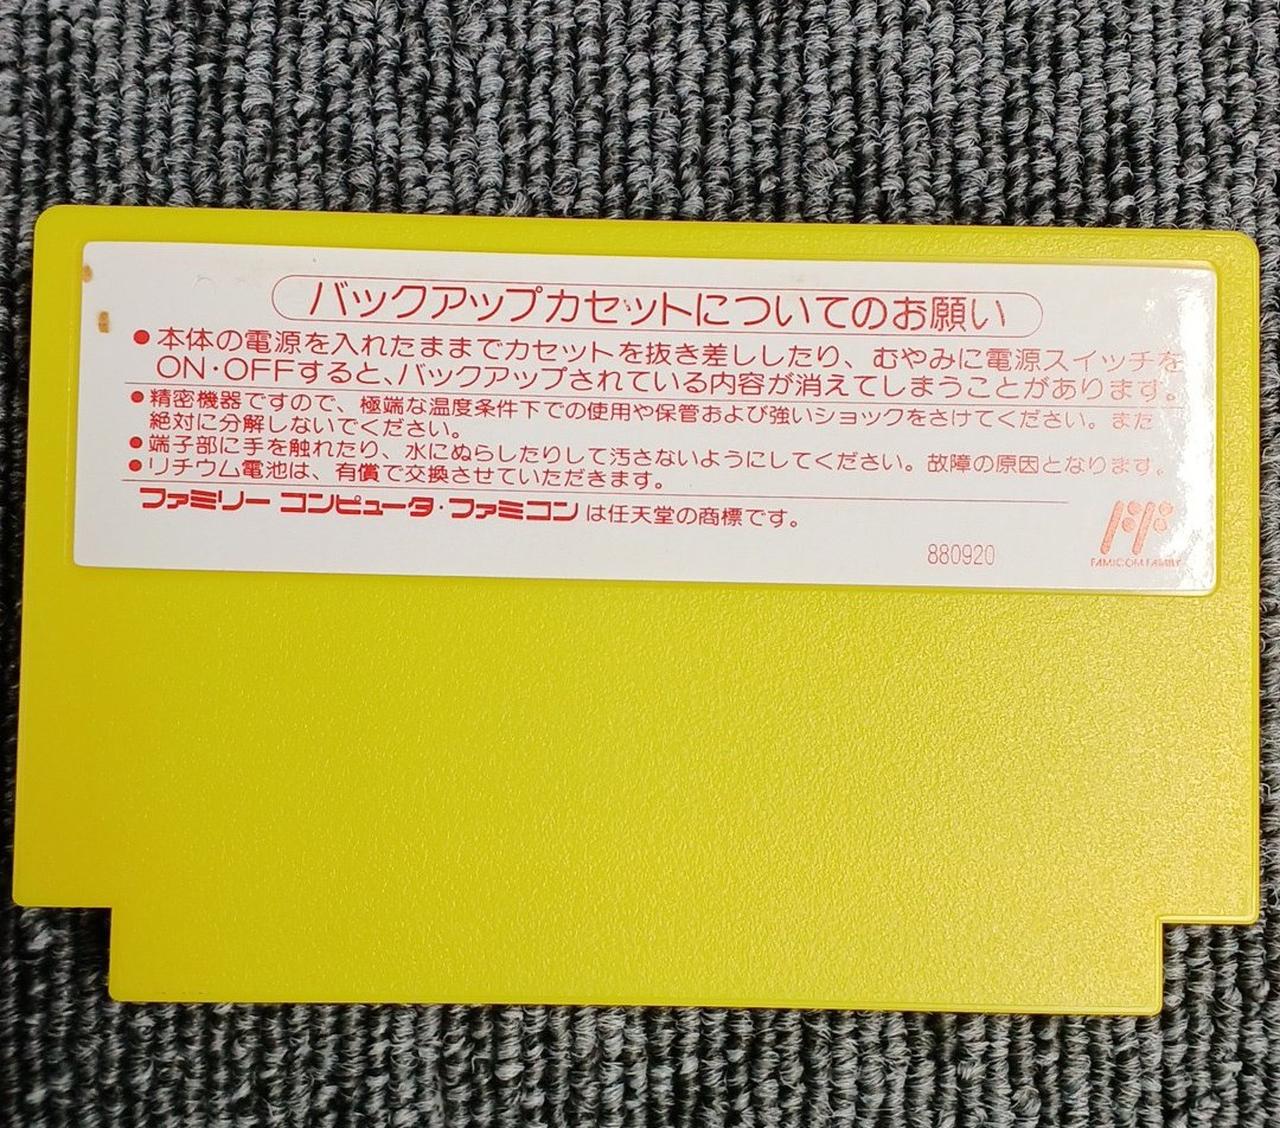 バックアップカセットについてのお願い
●本体の電源を入れたままでカセットを抜き差ししたり、むやみに電源スイッチを
ON・OFFすると、バックアップされている内容が消えてしまうことがあります。
●精密機器ですので、極端な温度条件下での使用や保管および強いショックをさけてください。また
絶対に分解しないでください。
●端子部に手を触れたり、水にぬらしたりして汚さないようにしてください。故障の原因となります。
●リチウム電池は、有償で交換させていただきます。
ファミリーコンピュータ・ファミコンは任天堂の商標です。
880920
FAMICOM FAMILY